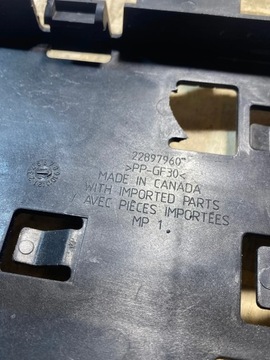 22897960
>PP-GF30<
MADE IN CANADA
WITH IMPORTED PARTS
/ AVEC PIÈCES IMPORTÉES
MP 1